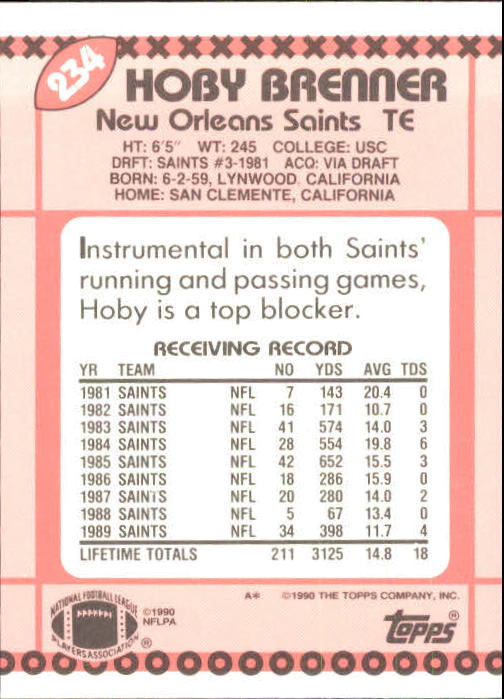 234
HOBY BRENNER
New Orleans Saints TE
HT: 6'5" WT: 245 COLLEGE: USC
DRFT: SAINTS #3-1981 ACQ: VIA DRAFT
BORN: 6-2-59, LYNWOOD, CALIFORNIA
HOME: SAN CLEMENTE, CALIFORNIA
Instrumental in both Saints'
running and passing games,
Hoby is a top blocker.
RECEIVING RECORD
YR TEAM NO YDS AVG TDS
1981 SAINTS NFL 7 143 20.4 0
1982 SAINTS NFL 16 171 10.7 0
1983 SAINTS NFL 41 574 14.0 3
1984 SAINTS NFL 28 554 19.8 6
1985 SAINTS NFL 42 652 15.5 3
1986 SAINTS NFL 18 286 15.9 0
1987 SAINTS NFL 20 280 14.0 2
1988 SAINTS NFL 5 67 13.4 0
1989 SAINTS NFL 34 398 11.7 4
LIFETIME TOTALS 211 3125 14.8 18
A* ©1990 THE TOPPS COMPANY, INC.
NATIONAL FOOTBALL LEAGUE
PLAYERS ASSOCIATION ®
©1990
NFLPA
topps®